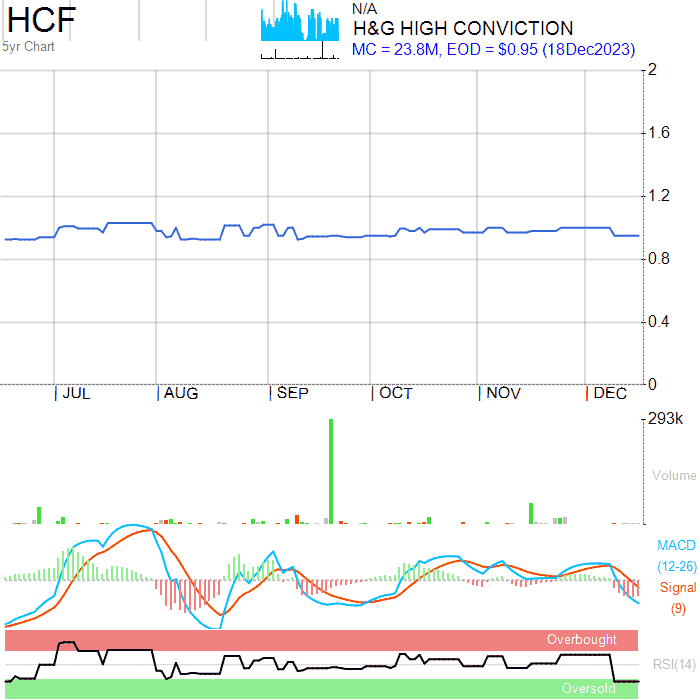 HCF
5yr Chart
N/A
H&G HIGH CONVICTION
MC = 23.8M, EOD = $0.95 (18Dec2023)
2
1.6
1.2
0.8
0.4
0
JUL AUG SEP OCT NOV DEC
293k
Volume
MACD
(12-26)
Signal
(9)
Overbought
RSI(14)
Oversold